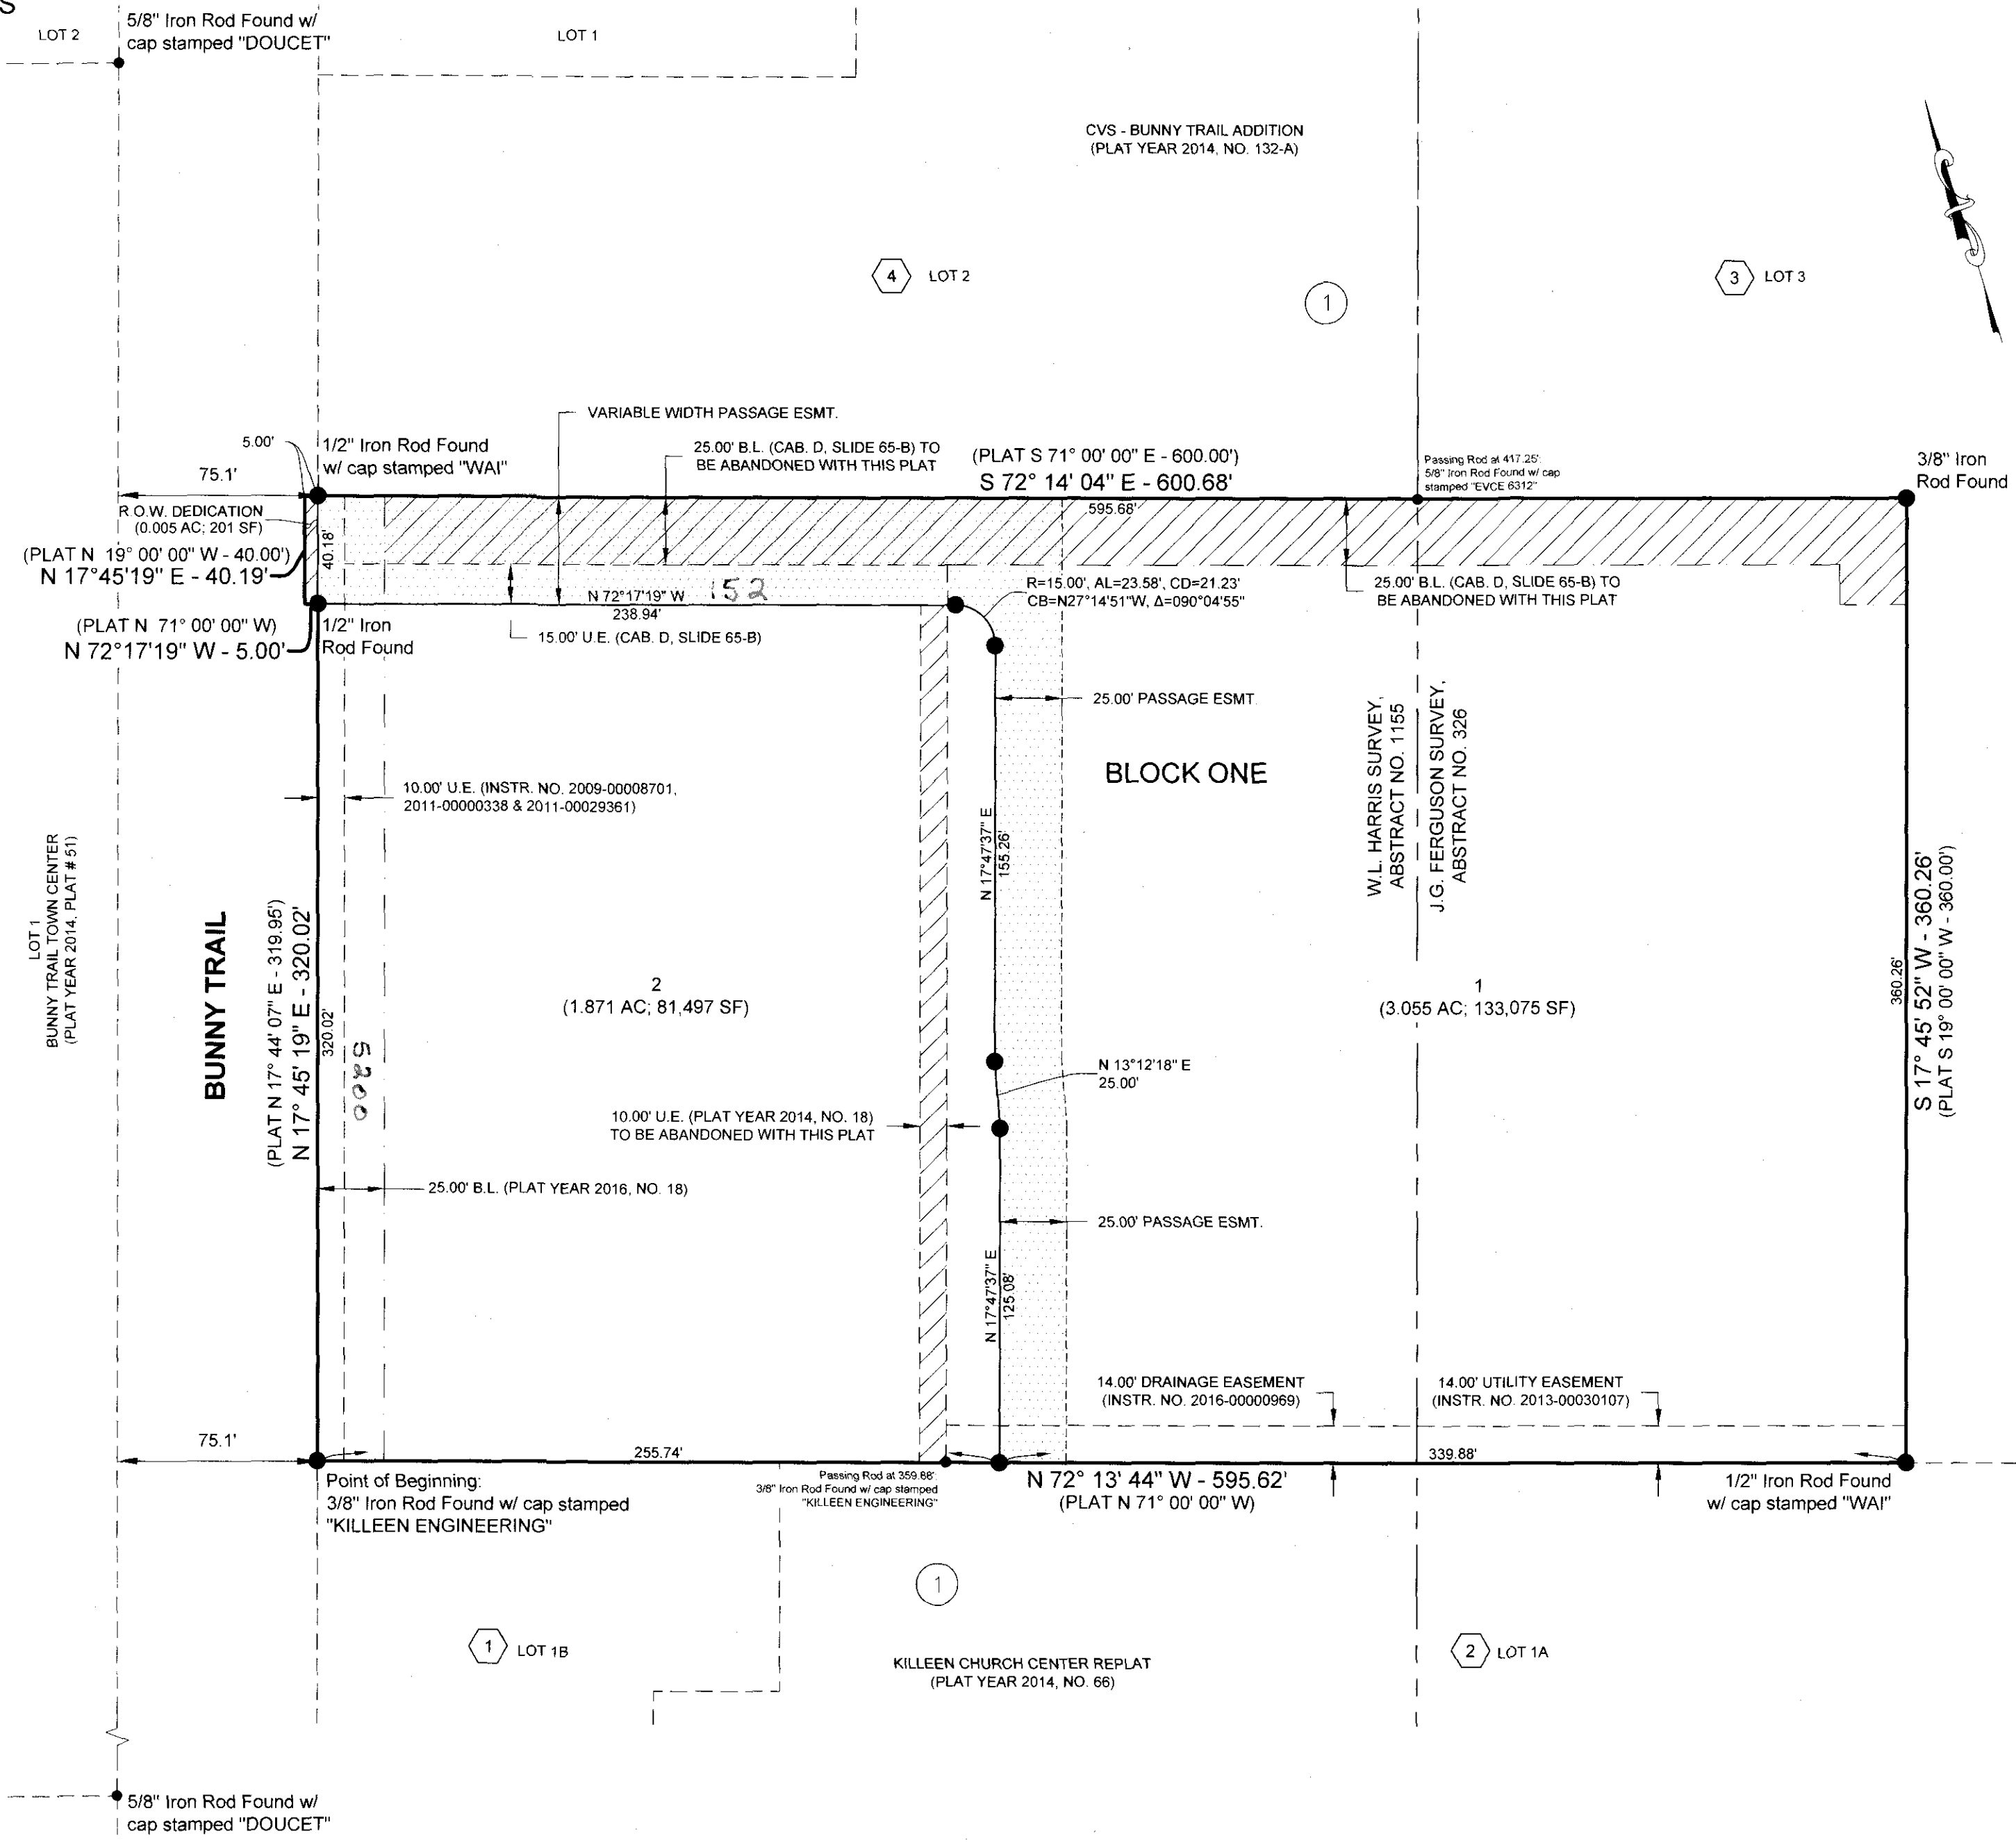 S
LOT 2
5/8" Iron Rod Found w/
cap stamped "DOUCET"
LOT 1
CVS - BUNNY TRAIL ADDITION
(PLAT YEAR 2014, NO. 132-A)
4
LOT 2
1
3
LOT 3
VARIABLE WIDTH PASSAGE ESMT.
5.00'
1/2" Iron Rod Found
w/ cap stamped "WAI"
25.00' B.L. (CAB. D, SLIDE 65-B) TO
BE ABANDONED WITH THIS PLAT
(PLAT S 71° 00' 00" E - 600.00')
S 72° 14' 04" E - 600.68'
595.68'
Passing Rod at 417.25':
5/8" Iron Rod Found w/ cap
stamped "EVCE 6312"
3/8" Iron
Rod Found
75.1'
R.O.W. DEDICATION
(0.005 AC; 201 SF)
(PLAT N 19° 00' 00" W - 40.00')
N 17°45'19" E - 40.19'
40.18'
N 72°17'19" W
238.94'
152
R=15.00', AL=23.58', CD=21.23'
CB=N27°14'51"W, Δ=090°04'55"
25.00' B.L. (CAB. D, SLIDE 65-B) TO
BE ABANDONED WITH THIS PLAT
(PLAT N 71° 00' 00" W)
N 72°17'19" W - 5.00'
1/2" Iron
Rod Found
15.00' U.E. (CAB. D, SLIDE 65-B)
25.00' PASSAGE ESMT.
BLOCK ONE
W.L. HARRIS SURVEY,
ABSTRACT NO. 1155
J.G. FERGUSON SURVEY,
ABSTRACT NO. 326
10.00' U.E. (INSTR. NO. 2009-00008701,
2011-00000338 & 2011-00029361)
N 17°47'37" E
155.26'
LOT 1
BUNNY TRAIL TOWN CENTER
(PLAT YEAR 2014, PLAT # 51)
BUNNY TRAIL
(PLAT N 17° 44' 07" E - 319.95')
N 17° 45' 19" E - 320.02'
320.02'
5200
2
(1.871 AC; 81,497 SF)
1
(3.055 AC; 133,075 SF)
360.26'
S 17° 45' 52" W - 360.26'
(PLAT S 19° 00' 00" W - 360.00')
N 13°12'18" E
25.00'
10.00' U.E. (PLAT YEAR 2014, NO. 18)
TO BE ABANDONED WITH THIS PLAT
25.00' B.L. (PLAT YEAR 2016, NO. 18)
25.00' PASSAGE ESMT.
N 17°47'37" E
125.08'
14.00' DRAINAGE EASEMENT
(INSTR. NO. 2016-00000969)
14.00' UTILITY EASEMENT
(INSTR. NO. 2013-00030107)
75.1'
255.74'
339.88'
Point of Beginning:
3/8" Iron Rod Found w/ cap stamped
"KILLEEN ENGINEERING"
Passing Rod at 359.88':
3/8" Iron Rod Found w/ cap stamped
"KILLEEN ENGINEERING"
N 72° 13' 44" W - 595.62'
(PLAT N 71° 00' 00" W)
1/2" Iron Rod Found
w/ cap stamped "WAI"
1
1
LOT 1B
KILLEEN CHURCH CENTER REPLAT
(PLAT YEAR 2014, NO. 66)
2
LOT 1A
5/8" Iron Rod Found w/
cap stamped "DOUCET"